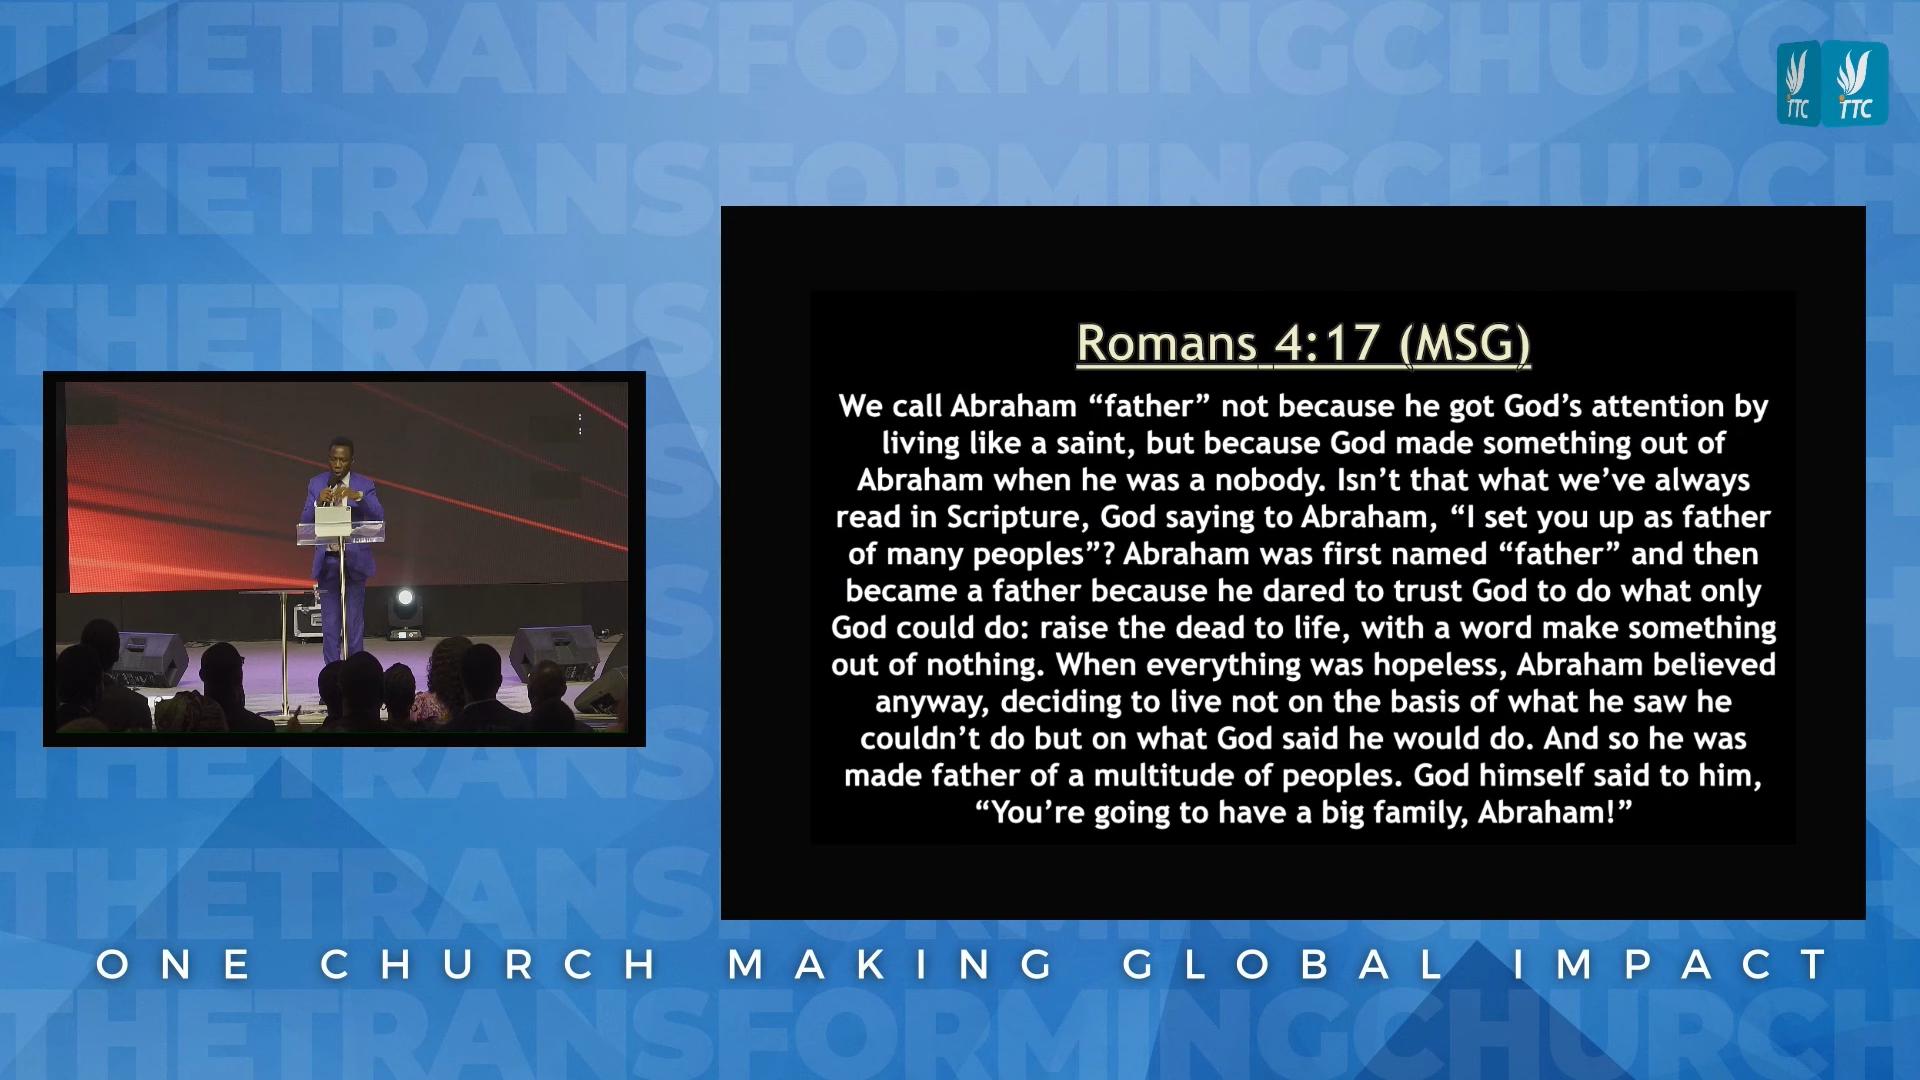 THETRANSFORMINGCHURCH
TTC
TTC
THETRANSFORMINGCHURCH
THETRANS
Romans 4:17 (MSG)
We call Abraham “father” not because he got God’s attention by
living like a saint, but because God made something out of
Abraham when he was a nobody. Isn’t that what we’ve always
read in Scripture, God saying to Abraham, “I set you up as father
of many peoples”? Abraham was first named “father” and then
became a father because he dared to trust God to do what only
God could do: raise the dead to life, with a word make something
out of nothing. When everything was hopeless, Abraham believed
anyway, deciding to live not on the basis of what he saw he
couldn’t do but on what God said he would do. And so he was
made father of a multitude of peoples. God himself said to him,
“You’re going to have a big family, Abraham!”
THETRANS
THETRANS
ONE CHURCH MAKING GLOBAL IMPACT
THETRANSFORMINGCHURCH